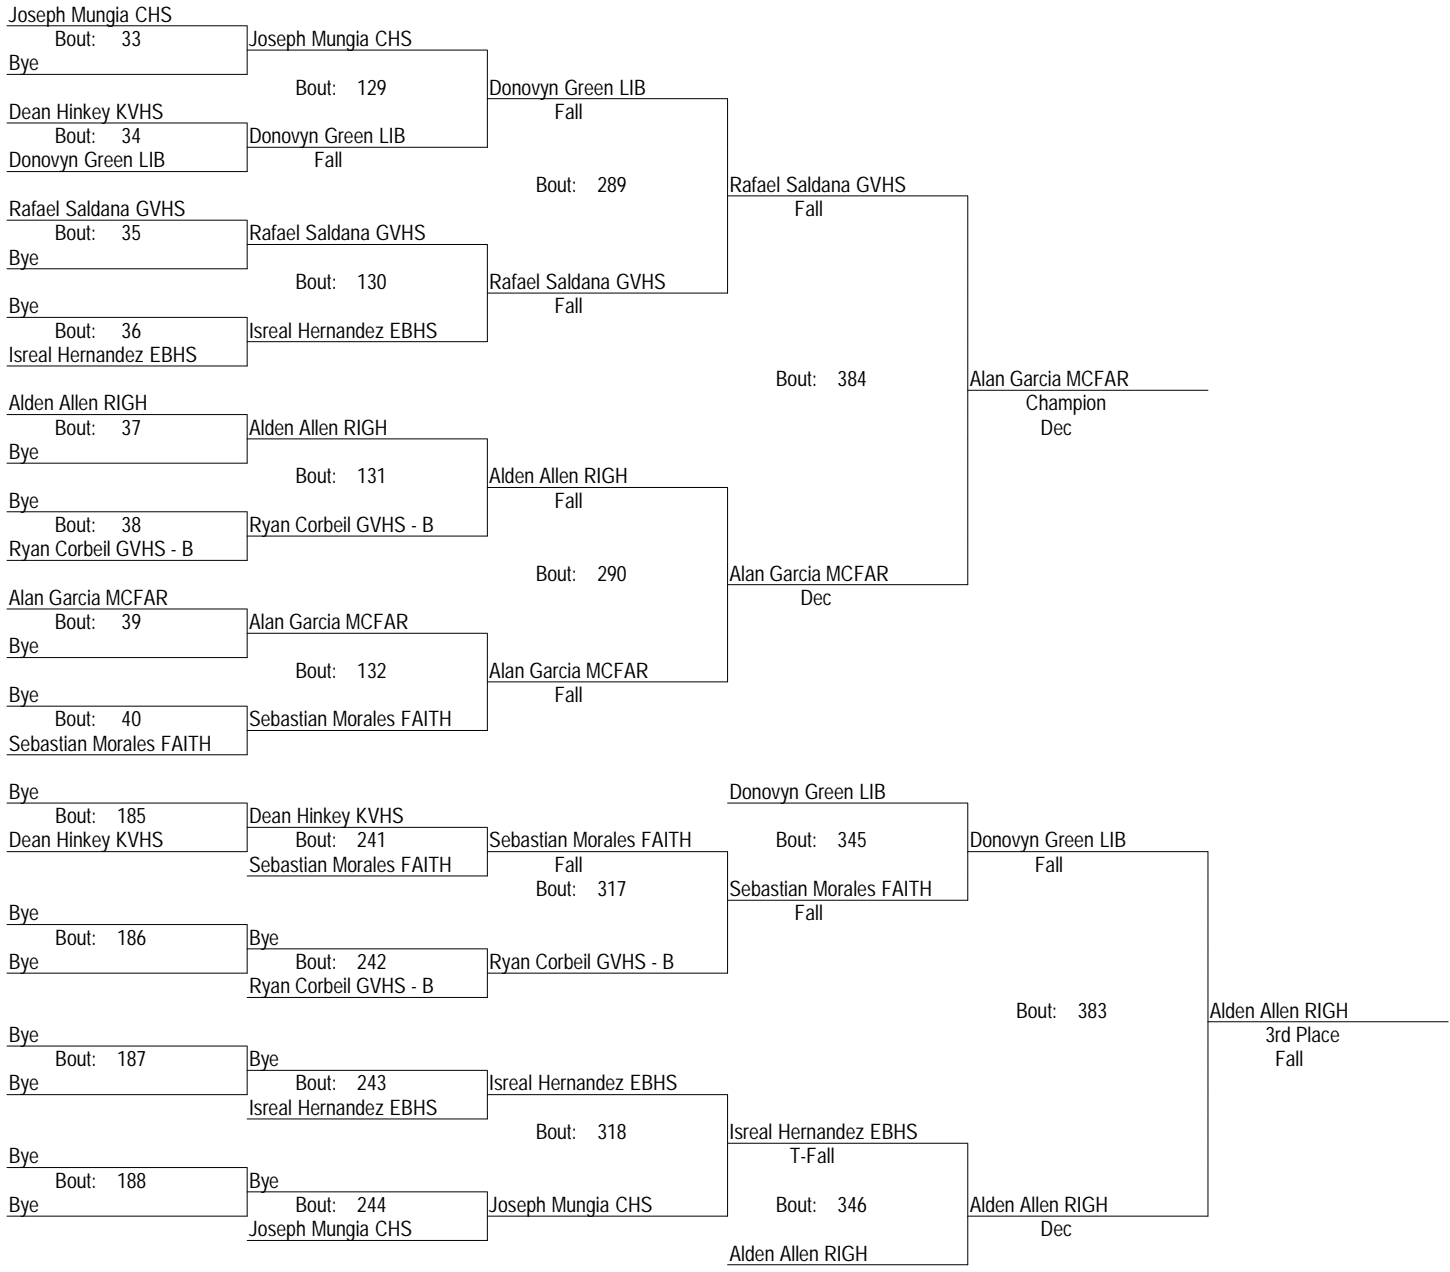 Joseph Mungia CHS
Bout: 33
Joseph Mungia CHS
Bye
Bout: 129
Donovyn Green LIB
Dean Hinkey KVHS
Fall
Bout: 34
Donovyn Green LIB
Donovyn Green LIB
Fall
Bout: 289
Rafael Saldana GVHS
Rafael Saldana GVHS
Fall
Bout: 35
Rafael Saldana GVHS
Bye
Bout: 130
Rafael Saldana GVHS
Bye
Fall
Bout: 36
Isreal Hernandez EBHS
Isreal Hernandez EBHS
Bout: 384
Alan Garcia MCFAR
Alden Allen RIGH
Champion
Bout: 37
Alden Allen RIGH
Dec
Bye
Bout: 131
Alden Allen RIGH
Bye
Fall
Bout: 38
Ryan Corbeil GVHS - B
Ryan Corbeil GVHS - B
Bout: 290
Alan Garcia MCFAR
Alan Garcia MCFAR
Dec
Bout: 39
Alan Garcia MCFAR
Bye
Bout: 132
Alan Garcia MCFAR
Bye
Fall
Bout: 40
Sebastian Morales FAITH
Sebastian Morales FAITH
Bye
Donovyn Green LIB
Bout: 185
Dean Hinkey KVHS
Dean Hinkey KVHS
Bout: 241
Sebastian Morales FAITH
Bout: 345
Donovyn Green LIB
Sebastian Morales FAITH
Fall
Fall
Bout: 317
Sebastian Morales FAITH
Bye
Fall
Bout: 186
Bye
Bye
Bout: 242
Ryan Corbeil GVHS - B
Ryan Corbeil GVHS - B
Bout: 383
Alden Allen RIGH
Bye
3rd Place
Bout: 187
Bye
Fall
Bye
Bout: 243
Isreal Hernandez EBHS
Isreal Hernandez EBHS
Bout: 318
Isreal Hernandez EBHS
Bye
T-Fall
Bout: 188
Bye
Bye
Bout: 244
Joseph Mungia CHS
Bout: 346
Alden Allen RIGH
Joseph Mungia CHS
Dec
Alden Allen RIGH